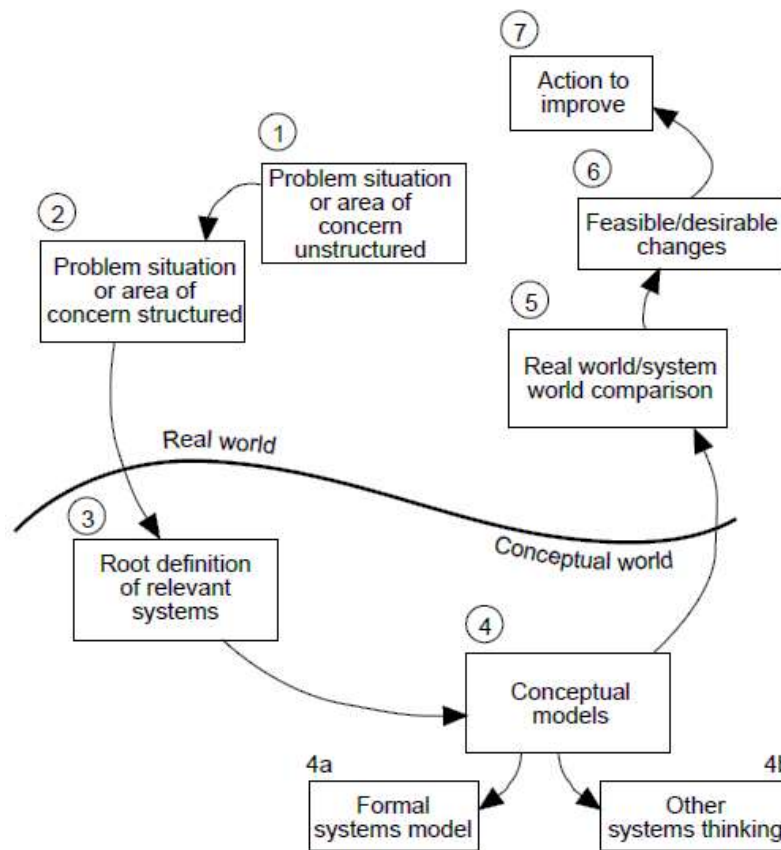 7
Action to
improve
1
Problem situation
or area of
concern
unstructured
6
Feasible/desirable
changes
2
Problem situation
or area of
concern structured
5
Real world/system
world comparison
Real world
Conceptual world
3
Root definition
of relevant
systems
4
Conceptual
models
4a
Formal
systems model
Other
systems thinking